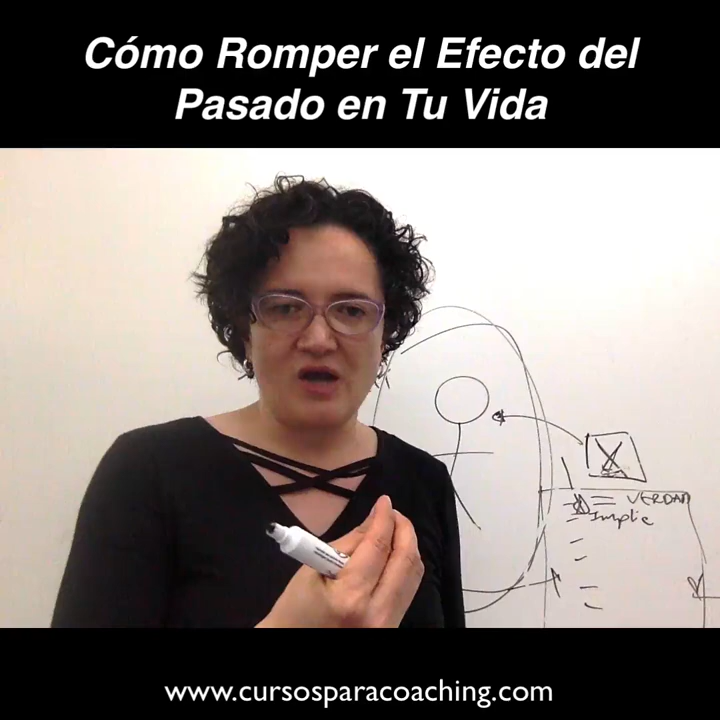 Cómo Romper el Efecto del
Pasado en Tu Vida
VERDAD
www.cursosparacoaching.com